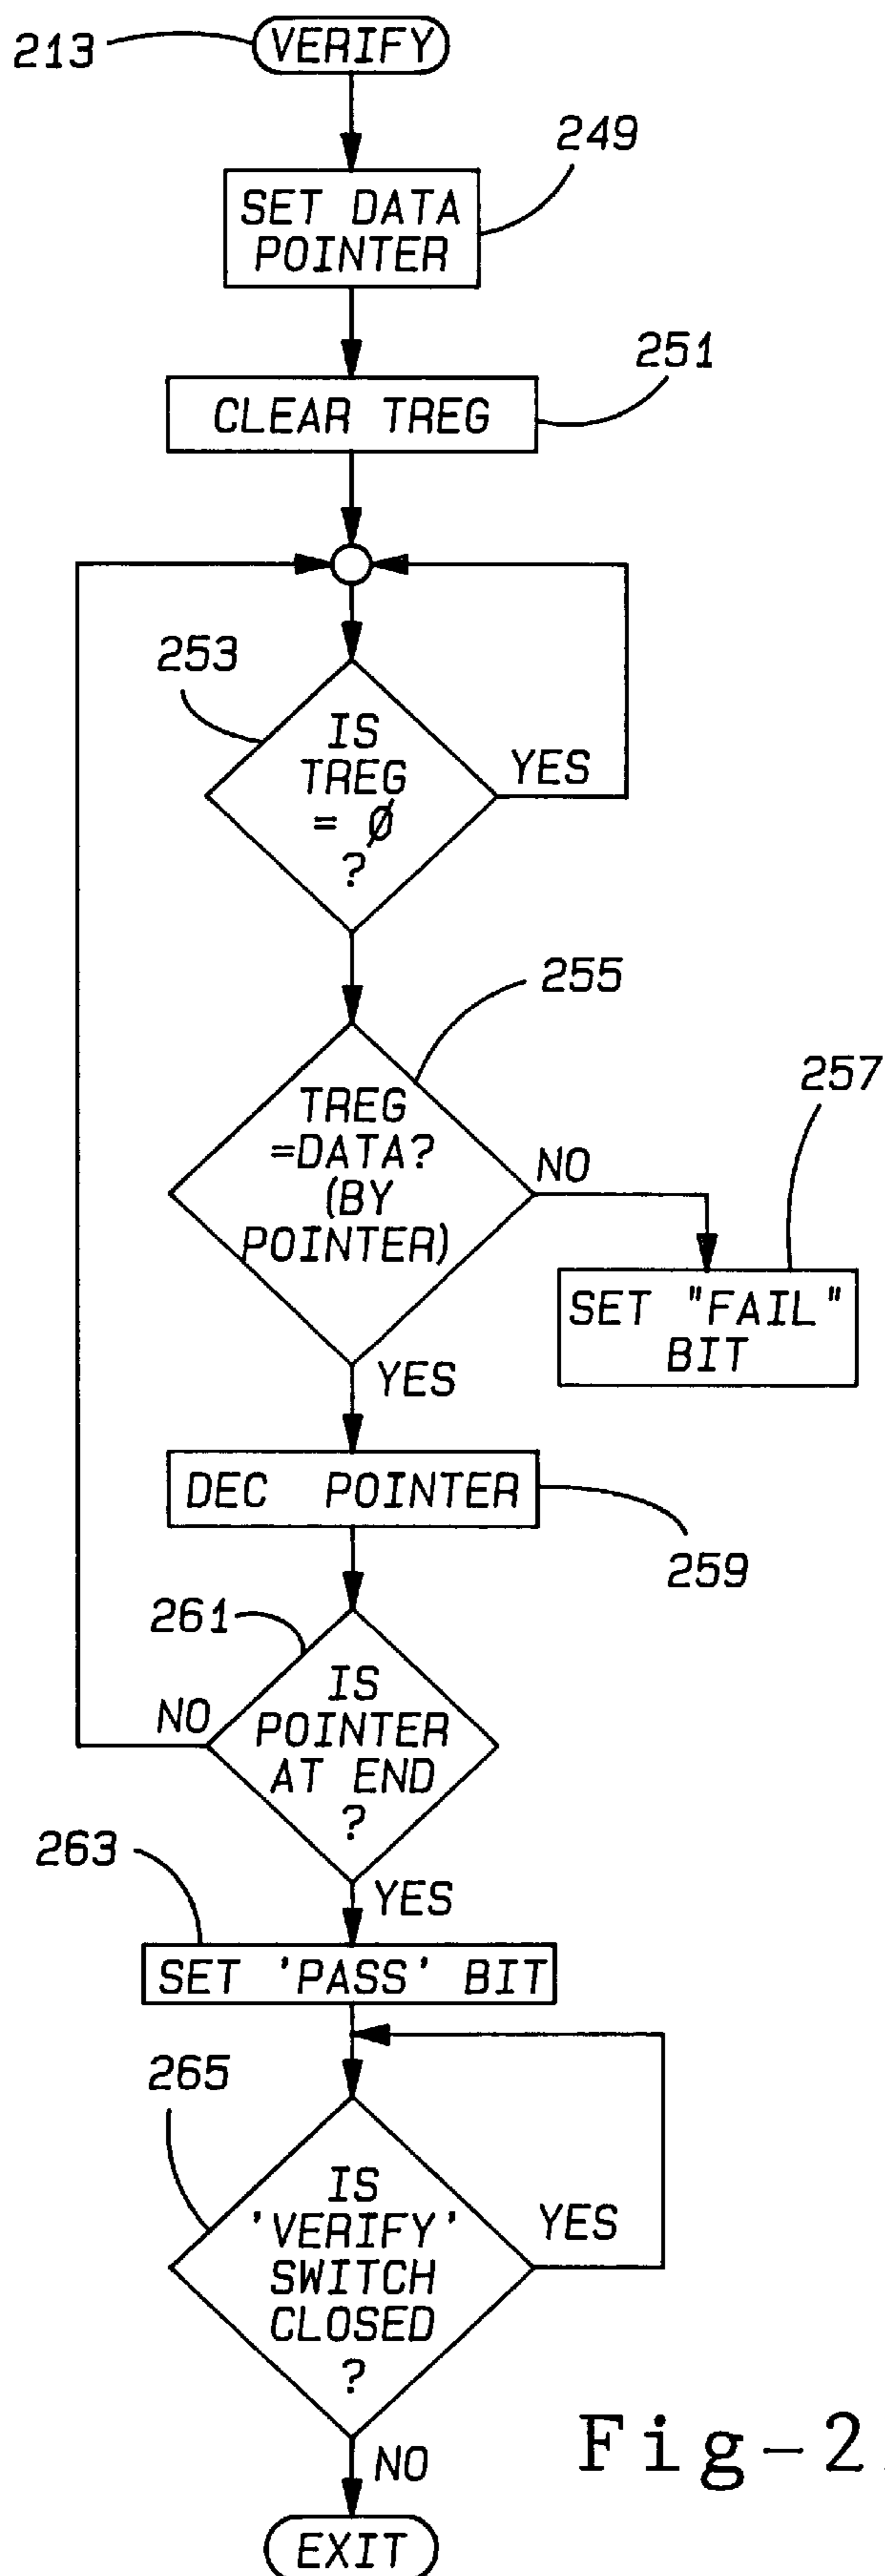 213
VERIFY
249
SET DATA
POINTER
251
CLEAR TREG
253
IS
TREG
= Ø
?
YES
255
TREG
=DATA?
(BY
POINTER)
NO
257
SET "FAIL"
BIT
YES
DEC POINTER
259
261
IS
POINTER
AT END
?
NO
263
YES
SET 'PASS' BIT
265
IS
'VERIFY'
SWITCH
CLOSED
?
YES
NO
Fig-2
EXIT